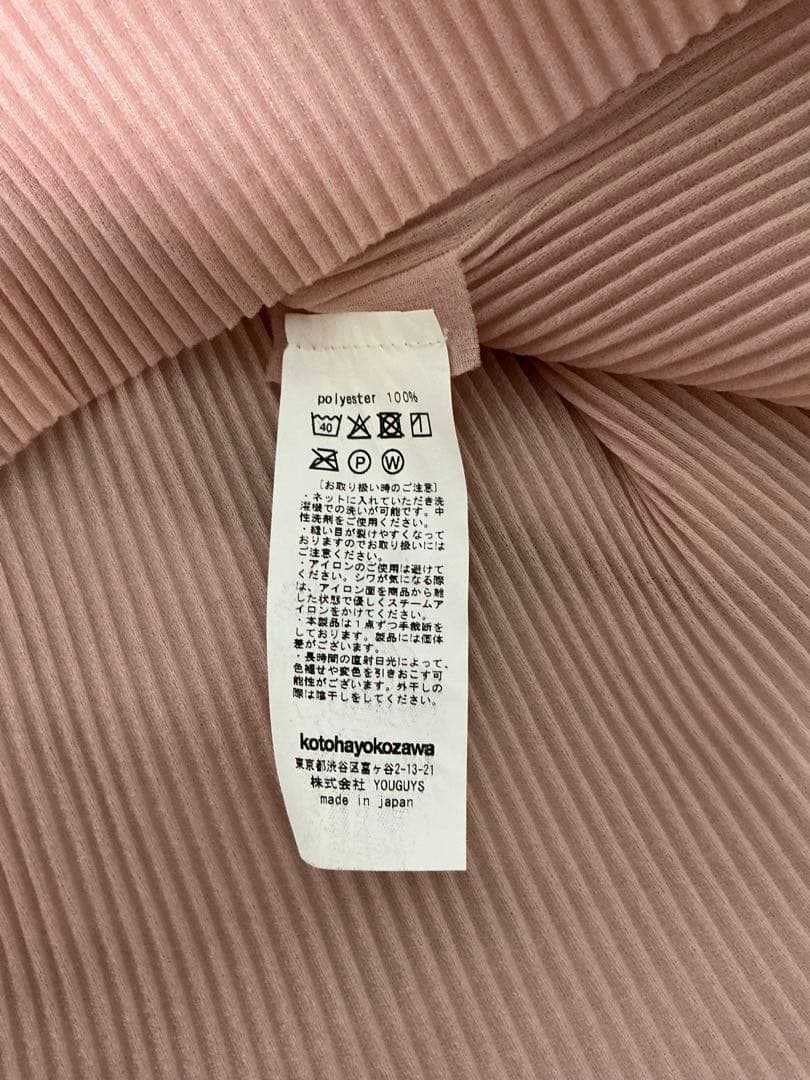 polyester 100%
40
P W
[お取り扱い時のご注意]
・ネットに入れていただき洗
濯機での洗いが可能です。中
性洗剤をご使用ください。
・縫い目が裂けやすくなって
おりますのでお取り扱いには
ご注意ください。
・アイロンのご使用は避けて
ください。シワが気になる際
は、アイロン面を商品から離
した状態で優しくスチームア
イロンをかけてください。
・本製品は1点ずつ手裁断を
しております。製品には個体
差がございます。
・長時間の直射日光によって、
色褪せや変色を引きおこす可
能性がございます。外干しの
際は陰干しをしてください。
kotohayokozawa
東京都渋谷区富ヶ谷2-13-21
株式会社 YOUGUYS
made in japan